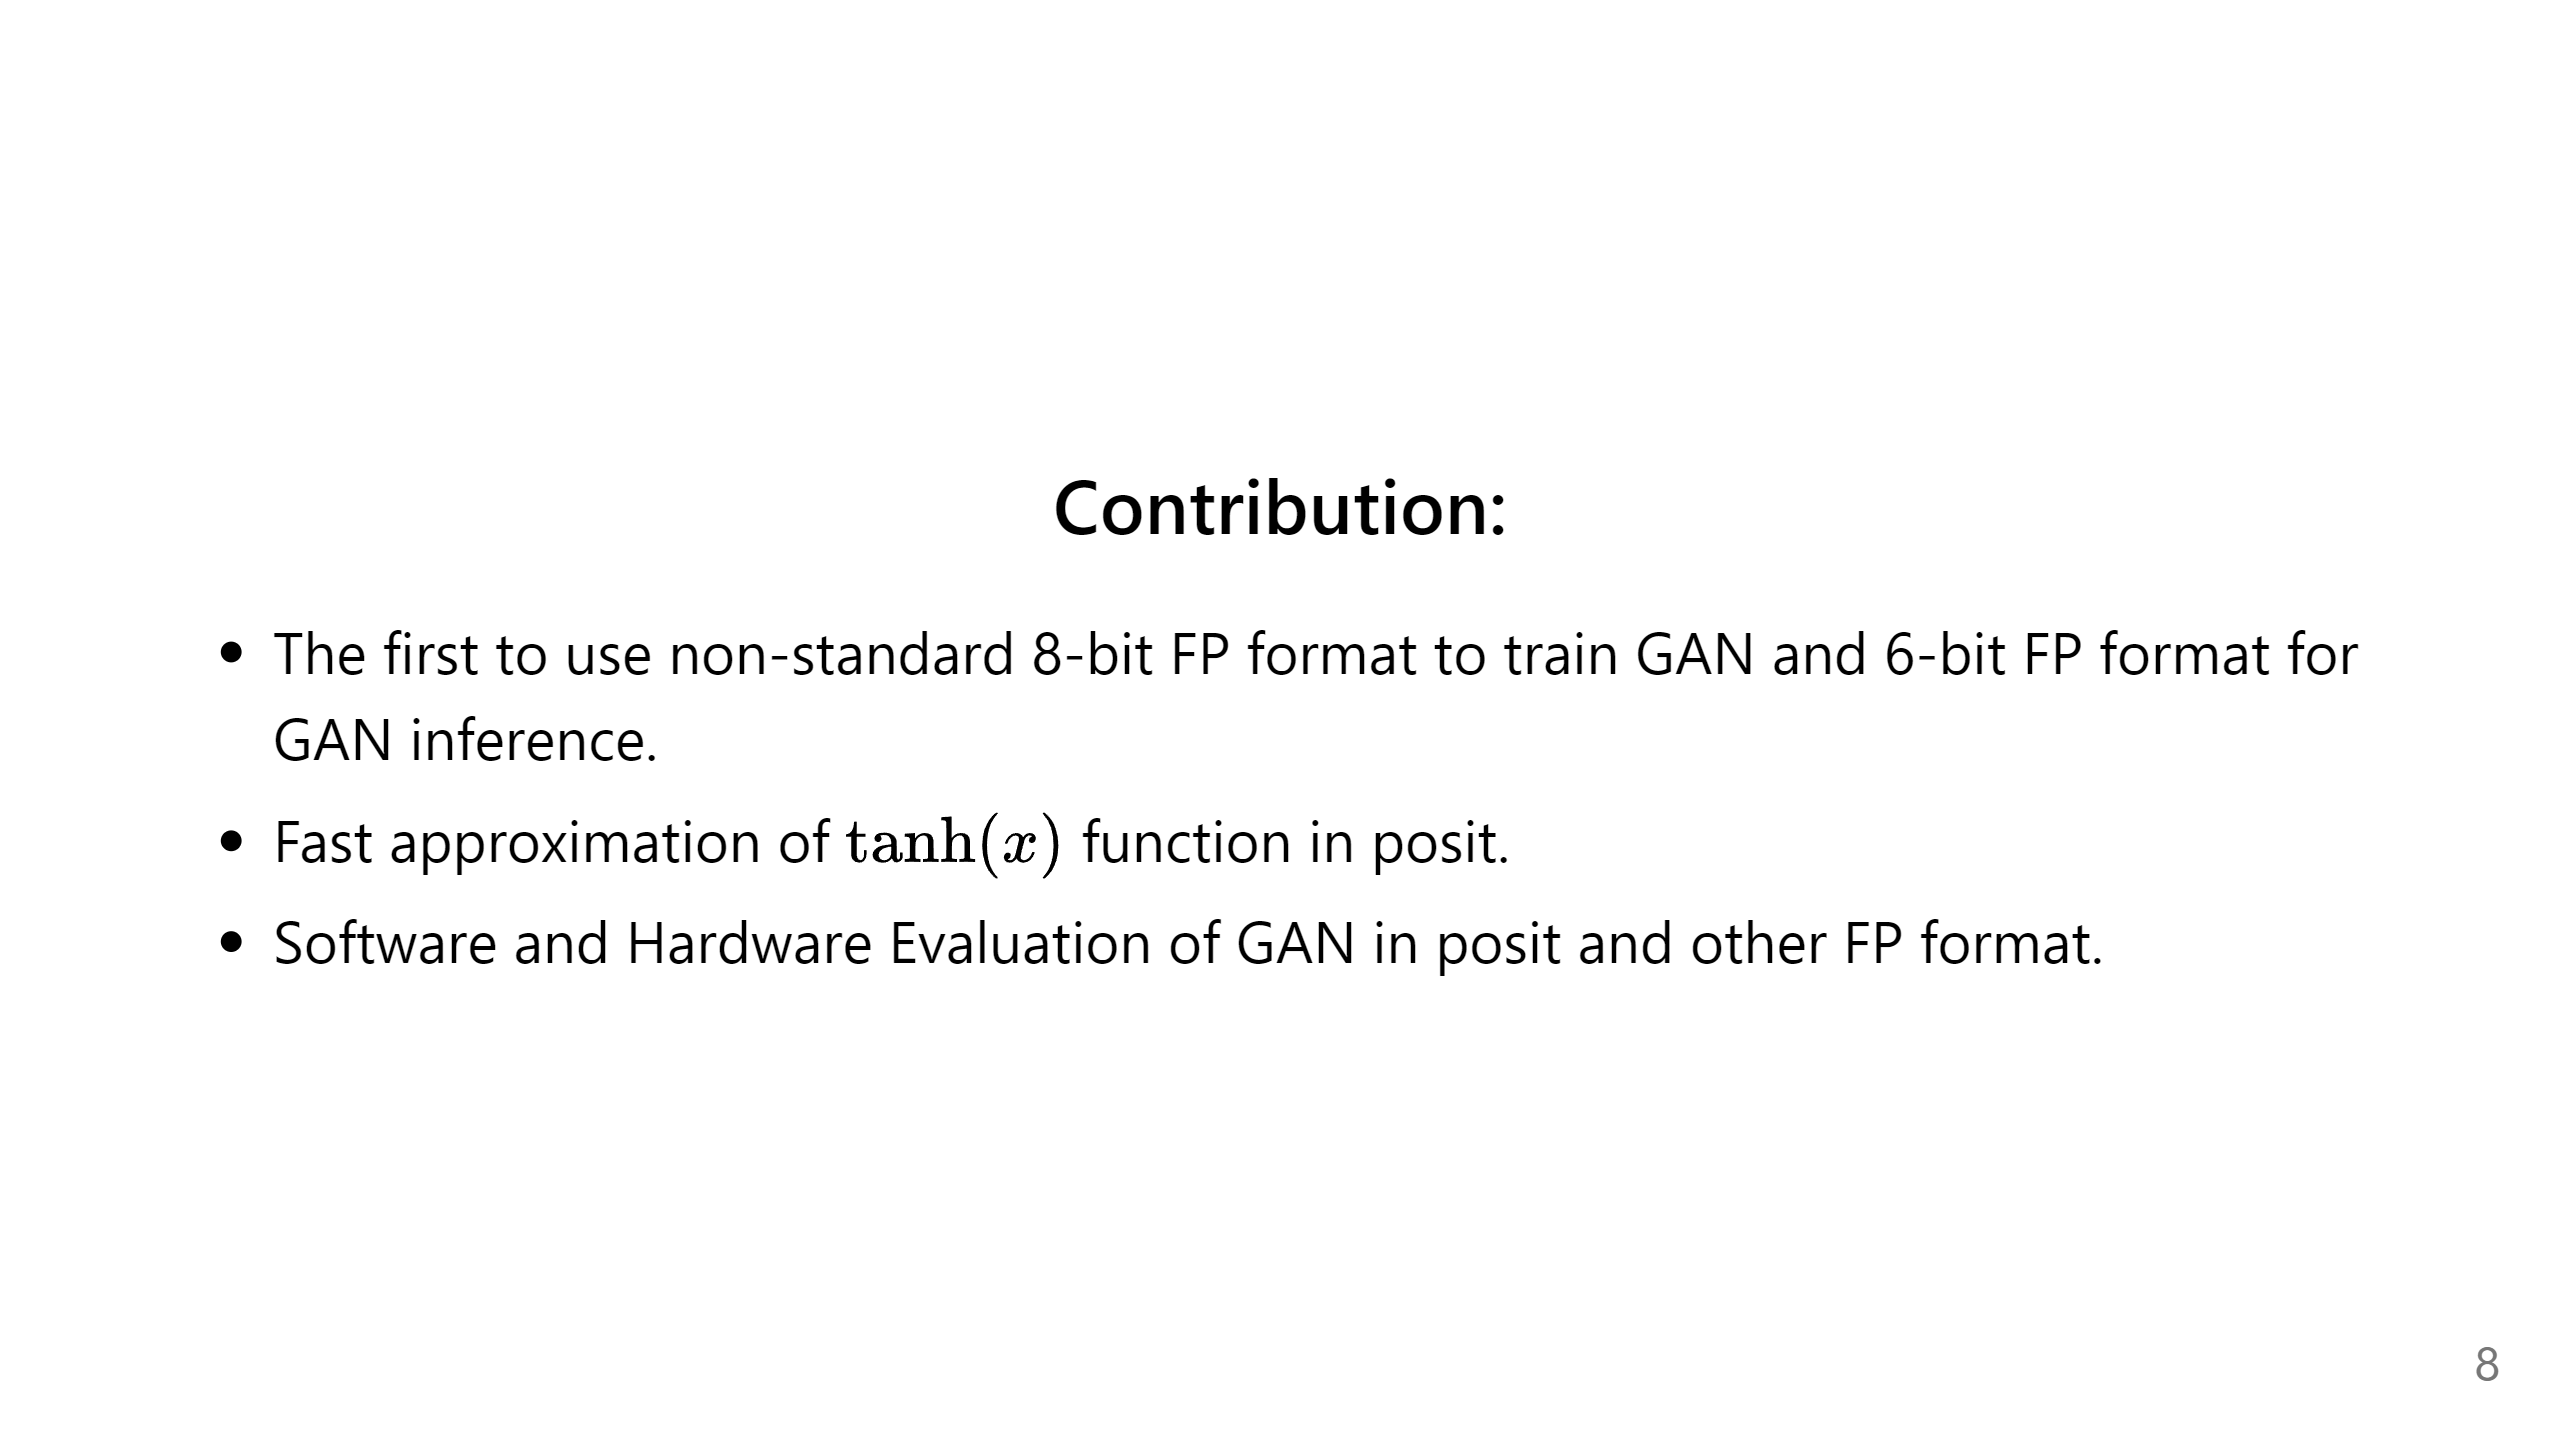 Contribution:
• The first to use non-standard 8-bit FP format to train GAN and 6-bit FP format for
GAN inference.
• Fast approximation of tanh(x) function in posit.
• Software and Hardware Evaluation of GAN in posit and other FP format.
8